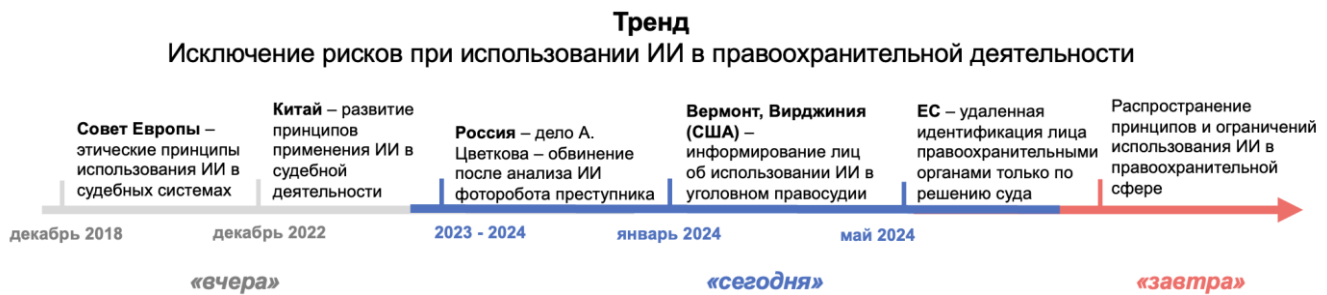 Тренд
Исключение рисков при использовании ИИ в правоохранительной деятельности
Совет Европы –
этические принципы
использования ИИ в
судебных системах
Китай – развитие
принципов
применения ИИ в
судебной
деятельности
Россия – дело А.
Цветкова – обвинение
после анализа ИИ
фоторобота преступника
Вермонт, Вирджиния
(США) –
информирование лиц
об использовании ИИ в
уголовном правосудии
ЕС – удаленная
идентификация лица
правоохранительными
органами только по
решению суда
Распространение
принципов и ограничений
использования ИИ в
правоохранительной
сфере
декабрь 2018
декабрь 2022
2023 - 2024
январь 2024
май 2024
«вчера»
«сегодня»
«завтра»